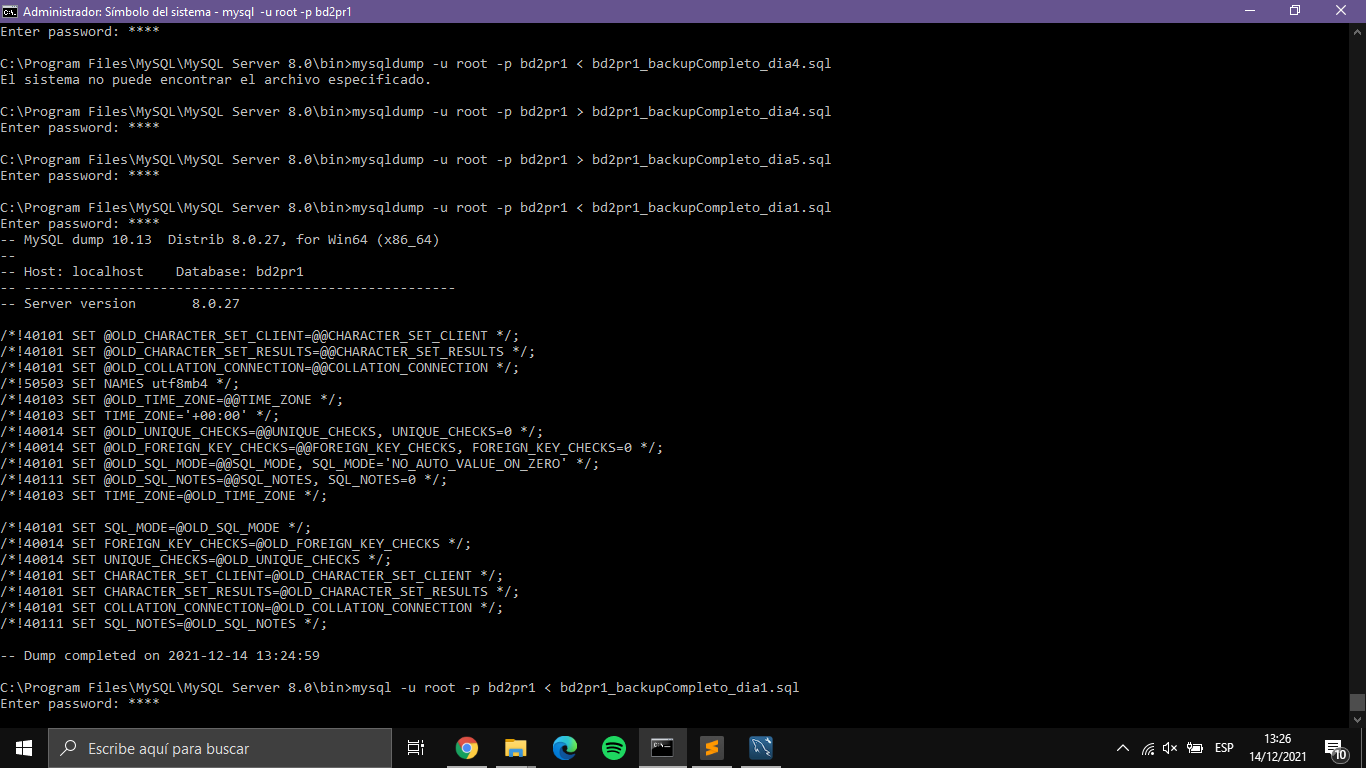 Administrador: Símbolo del sistema - mysql  -u root -p bd2pr1
Enter password: ****
C:\Program Files\MySQL\MySQL Server 8.0\bin>mysqldump -u root -p bd2pr1 < bd2pr1_backupCompleto_dia4.sql
El sistema no puede encontrar el archivo especificado.
C:\Program Files\MySQL\MySQL Server 8.0\bin>mysqldump -u root -p bd2pr1 > bd2pr1_backupCompleto_dia4.sql
Enter password: ****
C:\Program Files\MySQL\MySQL Server 8.0\bin>mysqldump -u root -p bd2pr1 > bd2pr1_backupCompleto_dia5.sql
Enter password: ****
C:\Program Files\MySQL\MySQL Server 8.0\bin>mysqldump -u root -p bd2pr1 < bd2pr1_backupCompleto_dia1.sql
Enter password: ****
-- MySQL dump 10.13  Distrib 8.0.27, for Win64 (x86_64)
--
-- Host: localhost    Database: bd2pr1
-- ------------------------------------------------------
-- Server version       8.0.27
/*!40101 SET @OLD_CHARACTER_SET_CLIENT=@@CHARACTER_SET_CLIENT */;
/*!40101 SET @OLD_CHARACTER_SET_RESULTS=@@CHARACTER_SET_RESULTS */;
/*!40101 SET @OLD_COLLATION_CONNECTION=@@COLLATION_CONNECTION */;
/*!50503 SET NAMES utf8mb4 */;
/*!40103 SET @OLD_TIME_ZONE=@@TIME_ZONE */;
/*!40103 SET TIME_ZONE='+00:00' */;
/*!40014 SET @OLD_UNIQUE_CHECKS=@@UNIQUE_CHECKS, UNIQUE_CHECKS=0 */;
/*!40014 SET @OLD_FOREIGN_KEY_CHECKS=@@FOREIGN_KEY_CHECKS, FOREIGN_KEY_CHECKS=0 */;
/*!40101 SET @OLD_SQL_MODE=@@SQL_MODE, SQL_MODE='NO_AUTO_VALUE_ON_ZERO' */;
/*!40111 SET @OLD_SQL_NOTES=@@SQL_NOTES, SQL_NOTES=0 */;
/*!40103 SET TIME_ZONE=@OLD_TIME_ZONE */;
/*!40101 SET SQL_MODE=@OLD_SQL_MODE */;
/*!40014 SET FOREIGN_KEY_CHECKS=@OLD_FOREIGN_KEY_CHECKS */;
/*!40014 SET UNIQUE_CHECKS=@OLD_UNIQUE_CHECKS */;
/*!40101 SET CHARACTER_SET_CLIENT=@OLD_CHARACTER_SET_CLIENT */;
/*!40101 SET CHARACTER_SET_RESULTS=@OLD_CHARACTER_SET_RESULTS */;
/*!40101 SET COLLATION_CONNECTION=@OLD_COLLATION_CONNECTION */;
/*!40111 SET SQL_NOTES=@OLD_SQL_NOTES */;
-- Dump completed on 2021-12-14 13:24:59
C:\Program Files\MySQL\MySQL Server 8.0\bin>mysql -u root -p bd2pr1 < bd2pr1_backupCompleto_dia1.sql
Enter password: ****
Escribe aquí para buscar
ESP
13:26
14/12/2021
10